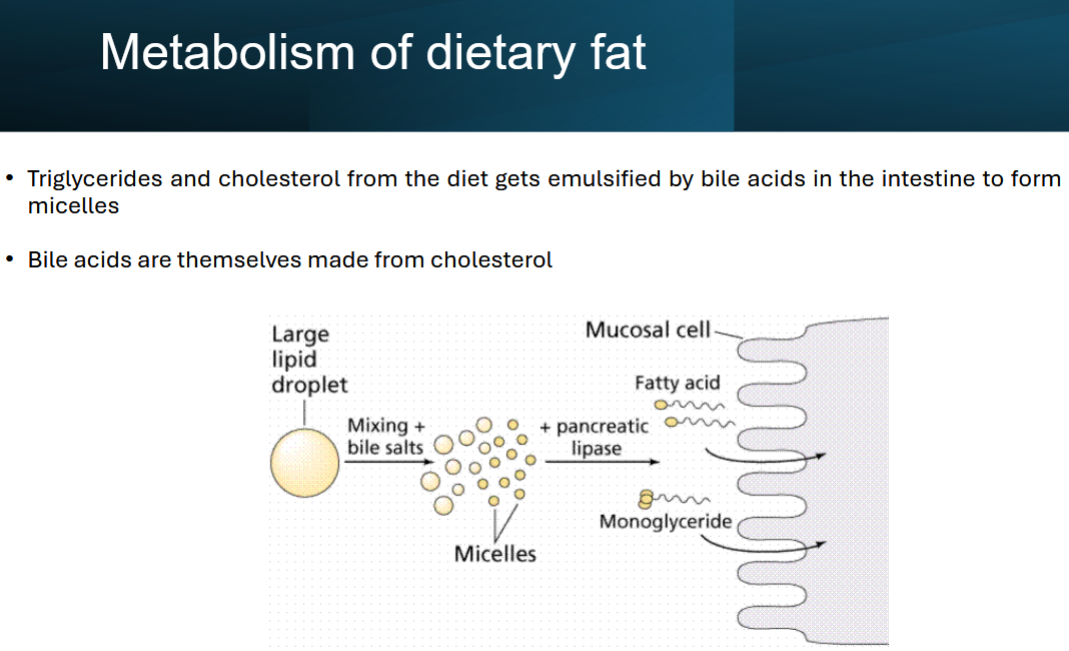 Metabolism of dietary fat
• Triglycerides and cholesterol from the diet gets emulsified by bile acids in the intestine to form
micelles
• Bile acids are themselves made from cholesterol
Large
lipid
droplet
Mixing +
bile salts
Micelles
+ pancreatic
lipase
Mucosal cell
Fatty acid
Monoglyceride